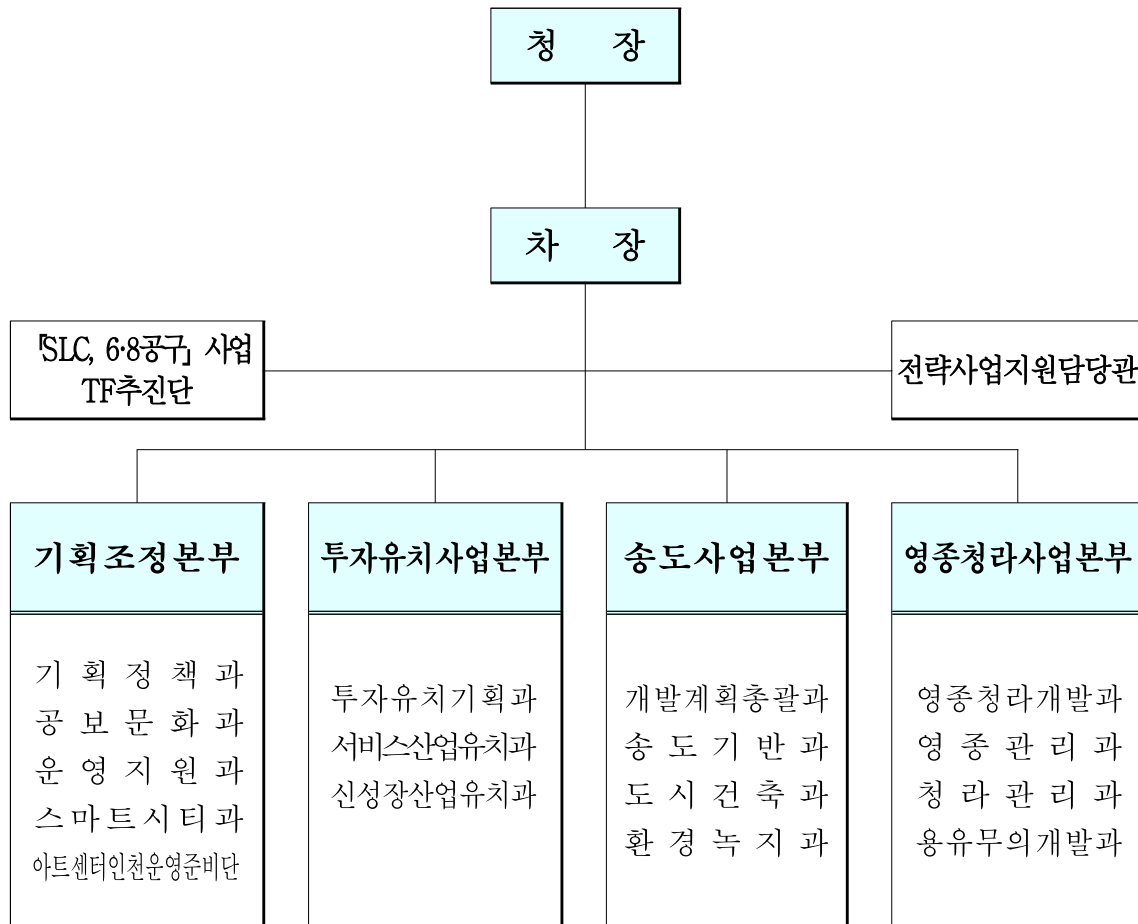 청 장
차 장
「SLC, 6·8공구」 사업
TF추진단
전략사업지원담당관
기획조정본부
기획정책과
공보문화과
운영지원과
스마트시티과
아트센터인천운영준비단
투자유치사업본부
투자유치기획과
서비스산업유치과
신성장산업유치과
송도사업본부
개발계획총괄과
송도기반과
도시건축과
환경녹지과
영종청라사업본부
영종청라개발과
영종관리과
청라관리과
용유무의개발과